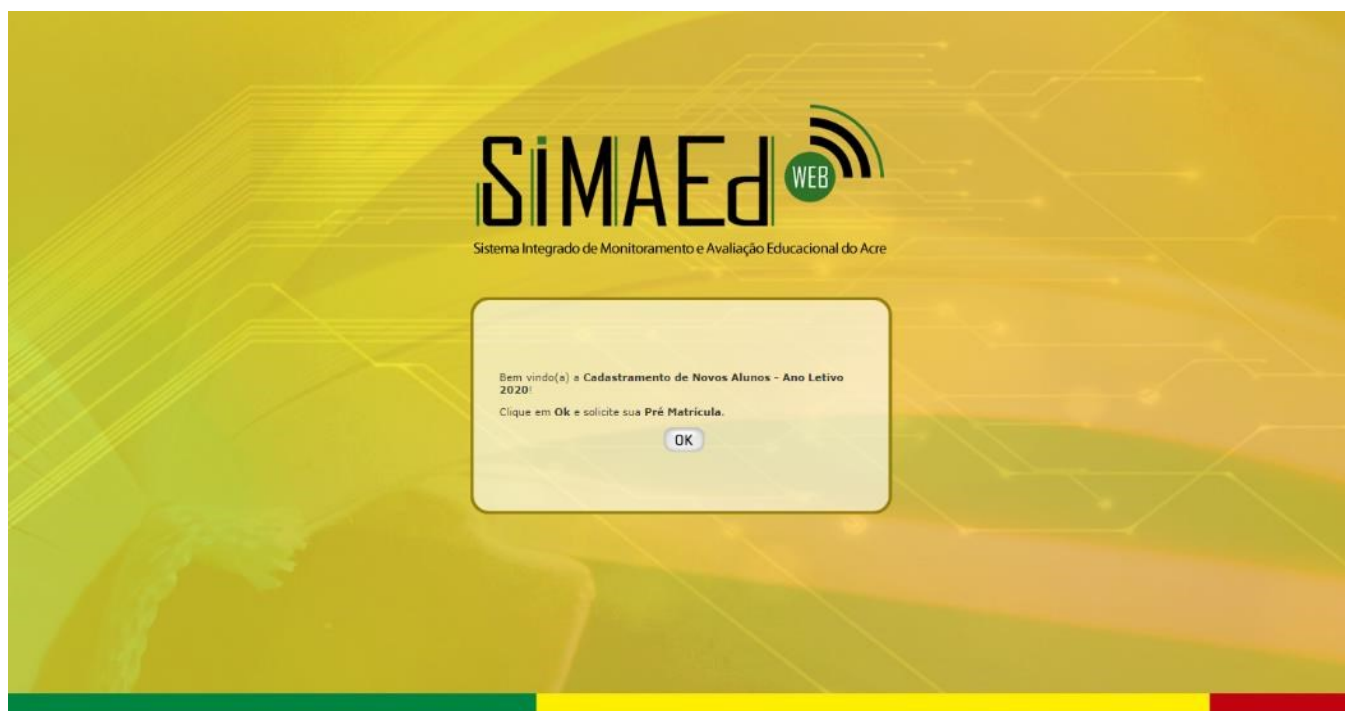 SiMAEd WEB
Sistema Integrado de Monitoramento e Avaliação Educacional do Acre
Bem vindo(a) a Cadastramento de Novos Alunos - Ano Letivo
2020!
Clique em Ok e solicite sua Pré Matrícula.
OK